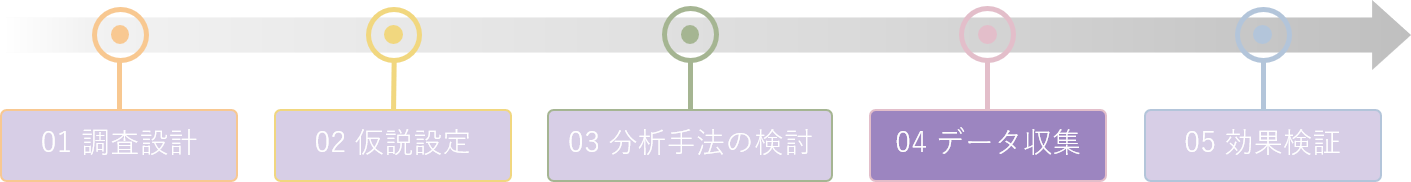 01 調査設計
02 仮説設定
03 分析手法の検討
04 データ収集
05 効果検証